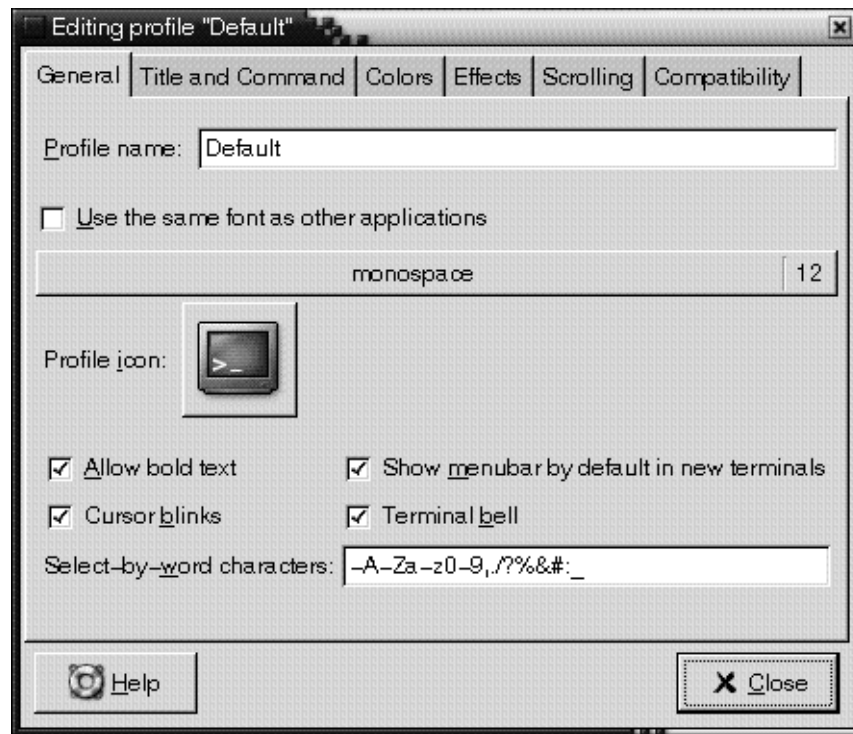 Editing profile "Default"
General Title and Command Colors Effects Scrolling Compatibility
Profile name: Default
Use the same font as other applications
monospace 12
>_
Profile icon:
Allow bold text Show menubar by default in new terminals
Cursor blinks Terminal bell
Select-by-word characters: -A-Za-z0-9,./?%&#:_
Help Close